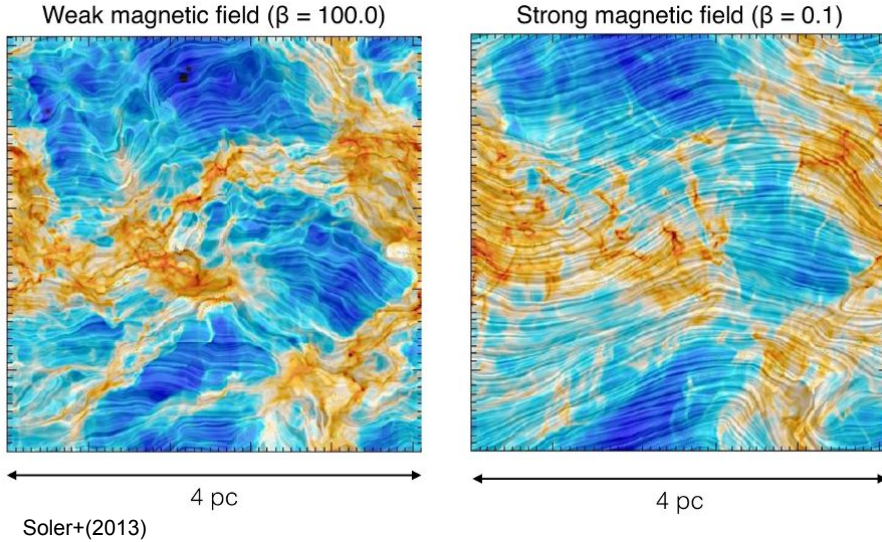 Weak magnetic field (β = 100.0)
Strong magnetic field (β = 0.1)
4 pc
4 pc
Soler+(2013)